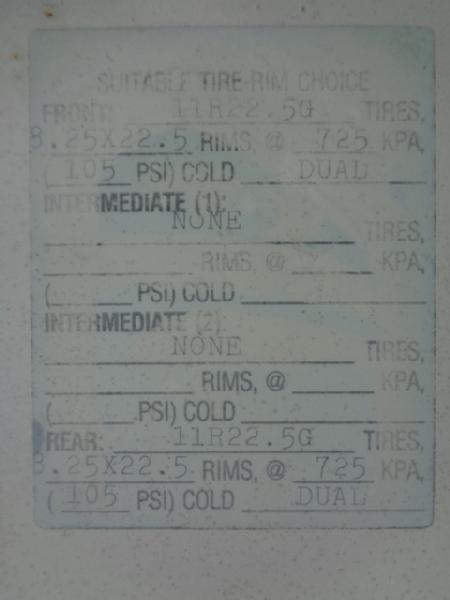 SUITABLE TIRE-RIM CHOICE
FRONT: 11R22.5G TIRES,
8.25X22.5 RIMS, @ 725 KPA,
( 105 PSI) COLD DUAL
INTERMEDIATE (1):
NONE TIRES,
RIMS, @ KPA,
( PSI) COLD
INTERMEDIATE (2):
NONE TIRES,
RIMS, @ KPA,
( PSI) COLD
REAR: 11R22.5G TIRES,
8.25X22.5 RIMS, @ 725 KPA,
( 105 PSI) COLD DUAL